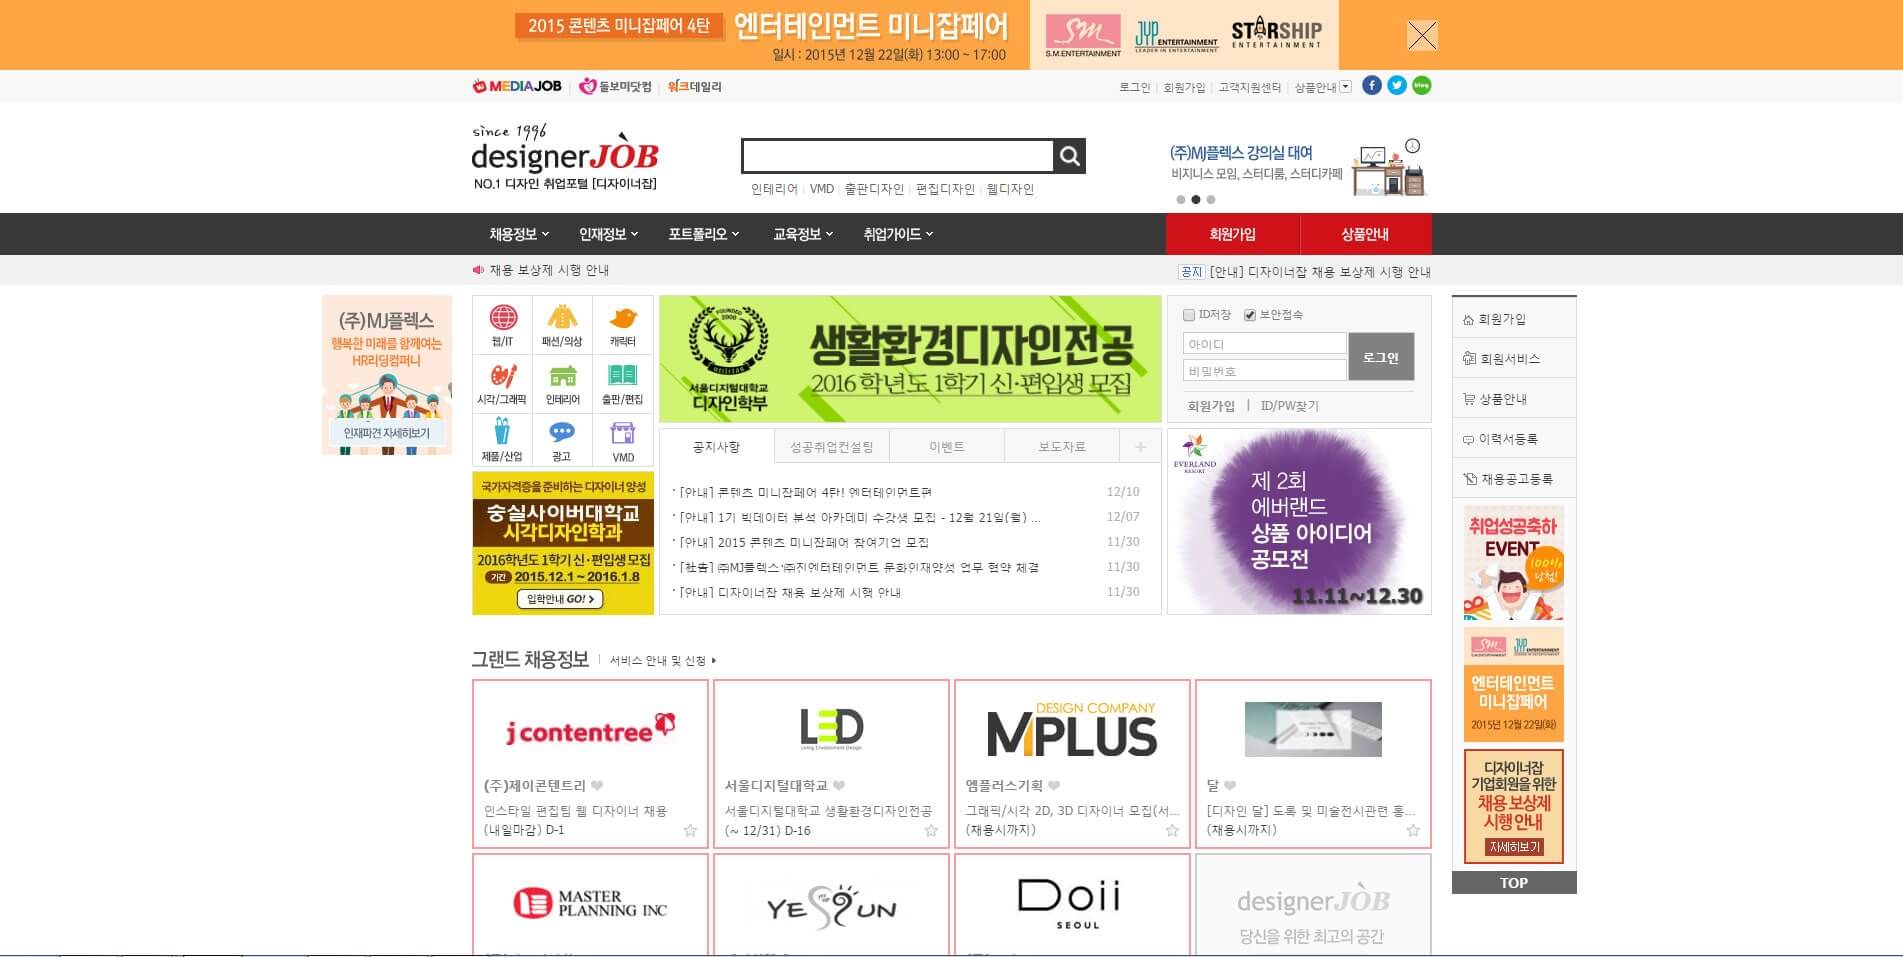 2015 콘텐츠 미니잡페어 4탄
엔터테인먼트 미니잡페어
일시 : 2015년 12월 22일(화) 13:00 ~ 17:00
SM
S.M.ENTERTAINMENT
JYP ENTERTAINMENT
LEADER IN ENTERTAINMENT
STARSHIP
ENTERTAINMENT
MEDIAJOB
돌보미닷컴
워크데일리
로그인 | 회원가입 | 고객지원센터 | 상품안내
f
blog
since 1996
designerJOB
NO.1 디자인 취업포털 [디자이너잡]
인테리어 | VMD | 출판디자인 | 편집디자인 | 웹디자인
(주)MJ플렉스 강의실 대여
비지니스 모임, 스터디룸, 스터디카페
채용정보
인재정보
포트폴리오
교육정보
취업가이드
회원가입
상품안내
채용 보상제 시행 안내
공지 [안내] 디자이너잡 채용 보상제 시행 안내
(주)MJ플렉스
행복한 미래를 함께여는
HR리딩컴퍼니
인재파견 자세히보기
웹/IT
패션/의상
캐릭터
시각/그래픽
인테리어
출판/편집
제품/산업
광고
VMD
국가자격증을 준비하는 디자이너 양성
숭실사이버대학교
시각디자인학과
2016학년도 1학기 신·편입생 모집
기간 2015.12.1 ~ 2016.1.8
입학안내 GO!
FOUNDED
2000
서울디지털대학교
디자인학부
생활환경디자인전공
2016 학년도 1학기 신·편입생 모집
공지사항
성공취업컨설팅
이벤트
보도자료
+
· [안내] 콘텐츠 미니잡페어 4탄! 엔터테인먼트편 12/10
· [안내] 1기 빅데이터 분석 아카데미 수강생 모집 - 12월 21일(월) ... 12/07
· [안내] 2015 콘텐츠 미니잡페어 참여기업 모집 11/30
· [社告] ㈜MJ플렉스·㈜진엔터테인먼트 문화인재양성 업무 협약 체결 11/30
· [안내] 디자이너잡 채용 보상제 시행 안내 11/30
ID저장
보안접속
아이디
비밀번호
로그인
회원가입 | ID/PW찾기
EVERLAND
RESORT
제 2회
에버랜드
상품 아이디어
공모전
11.11~12.30
회원가입
회원서비스
상품안내
이력서등록
채용공고등록
취업성공축하
EVENT
100%
당첨!
SM
S.M.ENTERTAINMENT
JYP ENTERTAINMENT
엔터테인먼트
미니잡페어
2015년 12월 22일(화)
디자이너잡
기업회원을 위한
채용 보상제
시행 안내
자세히보기
TOP
그랜드 채용정보 | 서비스 안내 및 신청
j contentree
(주)제이콘텐트리
인스타일 편집팀 웹 디자이너 채용
(내일마감) D-1
LED
Living Environment Design
서울디지털대학교
서울디지털대학교 생활환경디자인전공
(~ 12/31) D-16
DESIGN COMPANY
MPLUS
엠플러스기획
그래픽/시각 2D, 3D 디자이너 모집(서...
(채용시까지)
달
[디자인 달] 도록 및 미술전시관련 홍...
(채용시까지)
MASTER
PLANNING INC
YESOUN
Doii
SEOUL
designerJOB
당신을 위한 최고의 공간